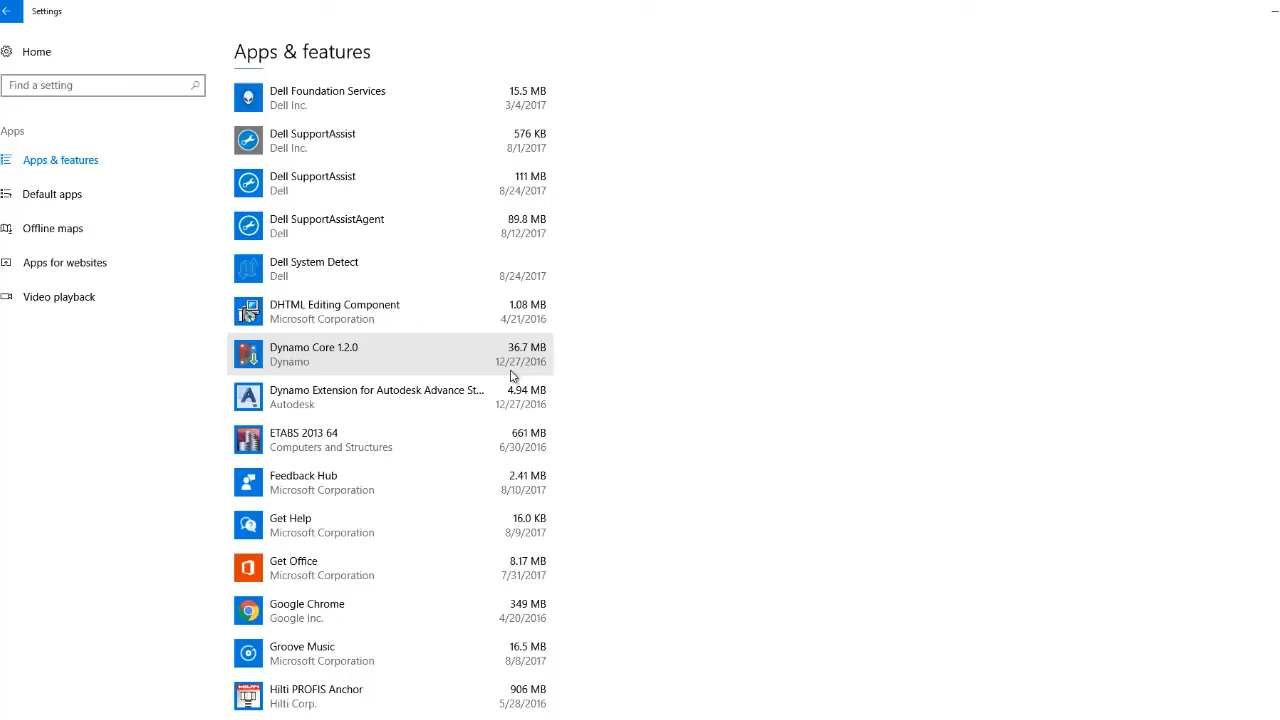 Settings
Home
Find a setting
Apps
Apps & features
Default apps
Offline maps
Apps for websites
Video playback
Apps & features
Dell Foundation Services 15.5 MB
Dell Inc. 3/4/2017
Dell SupportAssist 576 KB
Dell Inc. 8/1/2017
Dell SupportAssist 111 MB
Dell 8/24/2017
Dell SupportAssistAgent 89.8 MB
Dell 8/12/2017
Dell System Detect
Dell 8/24/2017
DHTML Editing Component 1.08 MB
Microsoft Corporation 4/21/2016
Dynamo Core 1.2.0 36.7 MB
Dynamo 12/27/2016
Dynamo Extension for Autodesk Advance St... 4.94 MB
Autodesk 12/27/2016
ETABS 2013 64 661 MB
Computers and Structures 6/30/2016
Feedback Hub 2.41 MB
Microsoft Corporation 8/10/2017
Get Help 16.0 KB
Microsoft Corporation 8/9/2017
Get Office 8.17 MB
Microsoft Corporation 7/31/2017
Google Chrome 349 MB
Google Inc. 4/20/2016
Groove Music 16.5 MB
Microsoft Corporation 8/8/2017
HILTI
Hilti PROFIS Anchor 906 MB
Hilti Corp. 5/28/2016